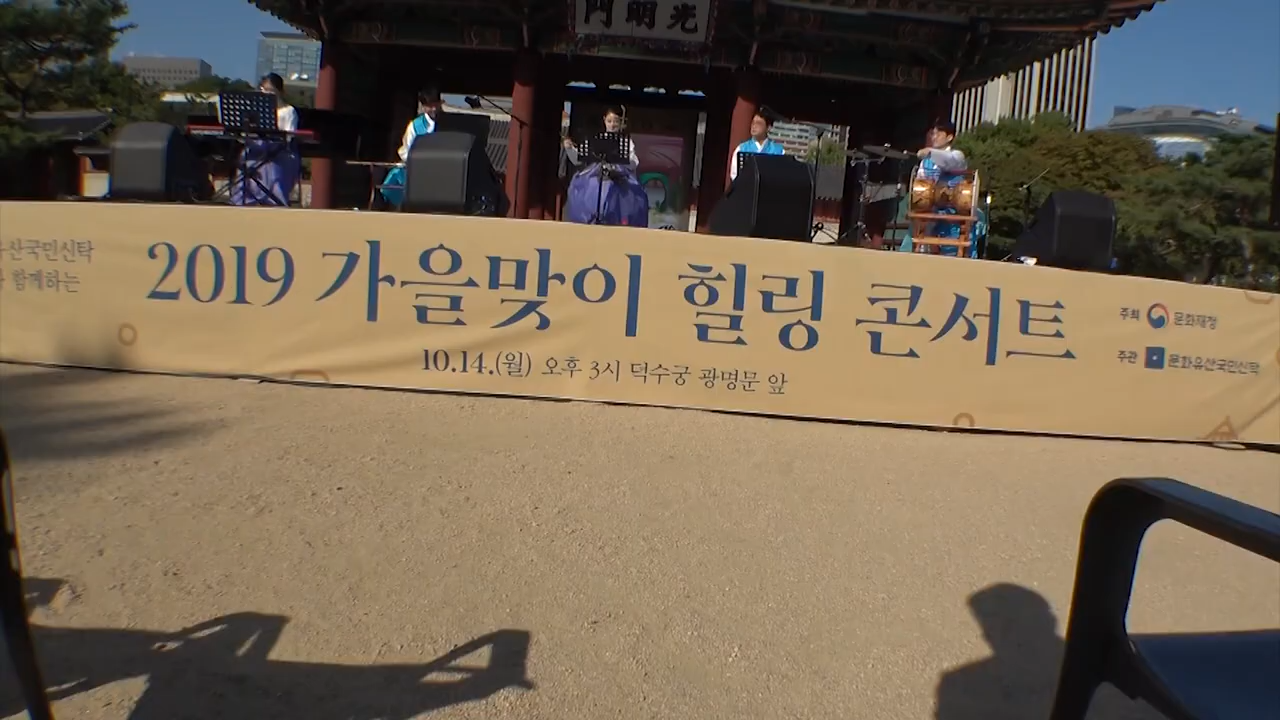 門明光
산국민신탁
함께하는
2019 가을맞이 힐링 콘서트
10.14.(월) 오후 3시 덕수궁 광명문 앞
주최 문화재청
주관 문화유산국민신탁